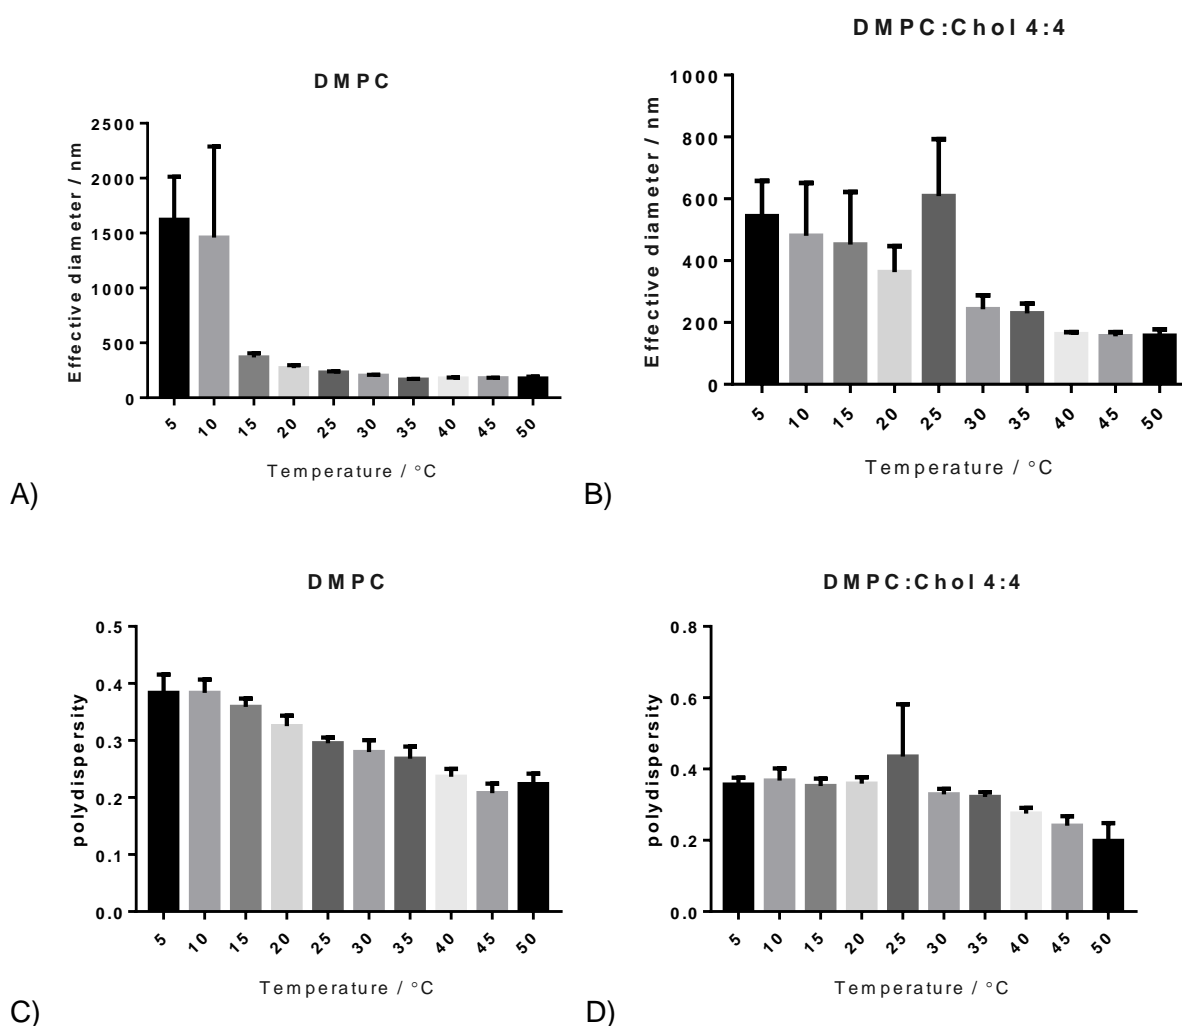 DMPC
Effective diameter / nm
2500
2000
1500
1000
500
0
5 10 15 20 25 30 35 40 45 50
Temperature / °C
A)
DMPC:Chol 4:4
Effective diameter / nm
1000
800
600
400
200
0
5 10 15 20 25 30 35 40 45 50
Temperature / °C
B)
DMPC
polydispersity
0.5
0.4
0.3
0.2
0.1
0.0
5 10 15 20 25 30 35 40 45 50
Temperature / °C
C)
DMPC:Chol 4:4
polydispersity
0.8
0.6
0.4
0.2
0.0
5 10 15 20 25 30 35 40 45 50
Temperature / °C
D)